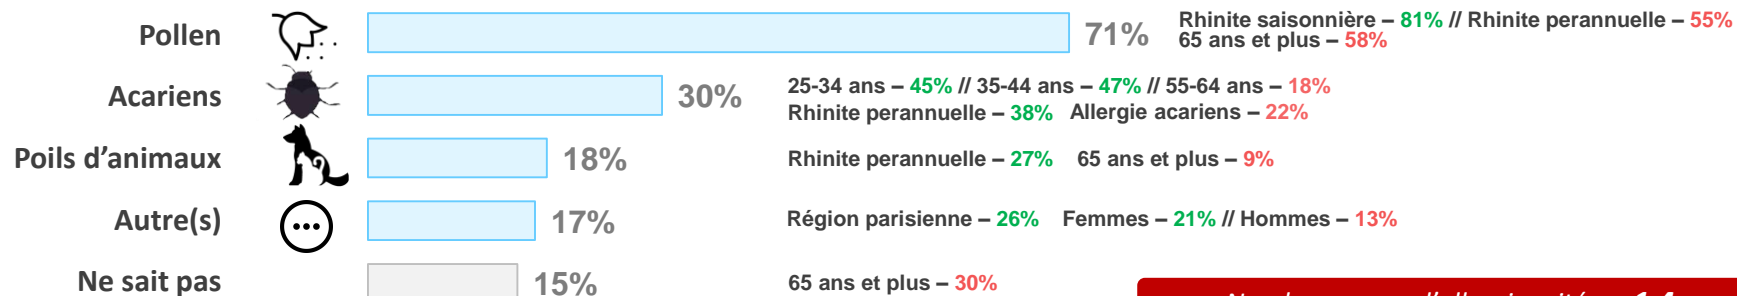 Pollen 71% Rhinite saisonnière – 81% // Rhinite perannuelle – 55%
65 ans et plus – 58%
Acariens 30% 25-34 ans – 45% // 35-44 ans – 47% // 55-64 ans – 18%
Rhinite perannuelle – 38% Allergie acariens – 22%
Poils d'animaux 18% Rhinite perannuelle – 27% 65 ans et plus – 9%
Autre(s) 17% Région parisienne – 26% Femmes – 21% // Hommes – 13%
Ne sait pas 15% 65 ans et plus – 30%